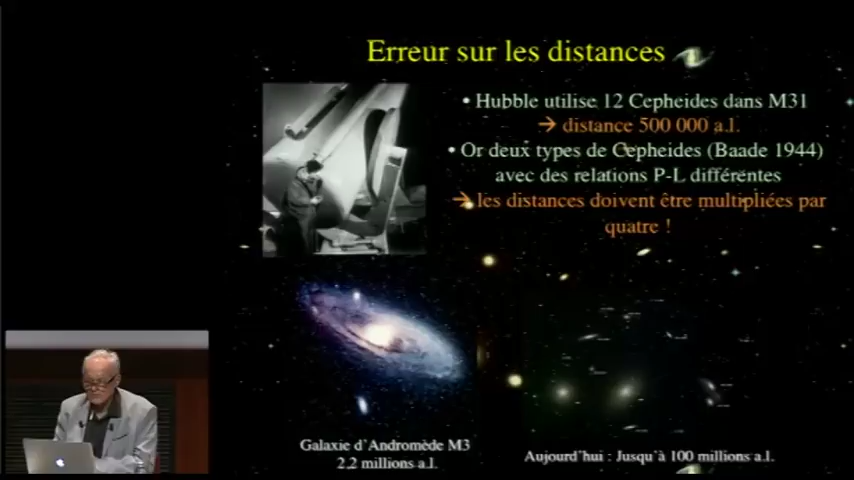 Erreur sur les distances
• Hubble utilise 12 Cepheides dans M31
→ distance 500 000 a.l.
• Or deux types de Cepheides (Baade 1944)
avec des relations P-L différentes
→ les distances doivent être multipliées par
quatre !
Galaxie d'Andromède M3
2.2 millions a.l.
Aujourd'hui : Jusqu'à 100 millions a.l.